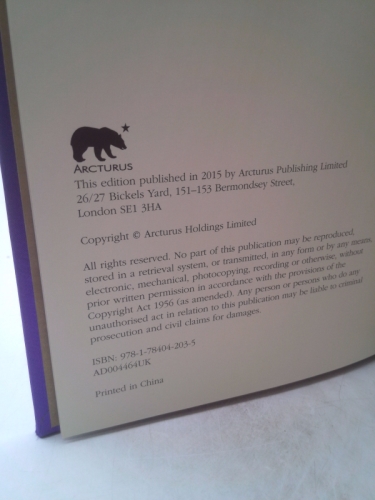 ARCTURUS
This edition published in 2015 by Arcturus Publishing Limited
26/27 Bickels Yard, 151–153 Bermondsey Street,
London SE1 3HA
Copyright © Arcturus Holdings Limited
All rights reserved. No part of this publication may be reproduced,
stored in a retrieval system, or transmitted, in any form or by any means,
electronic, mechanical, photocopying, recording or otherwise, without
prior written permission in accordance with the provisions of the
Copyright Act 1956 (as amended). Any person or persons who do any
unauthorised act in relation to this publication may be liable to criminal
prosecution and civil claims for damages.
ISBN: 978-1-78404-203-5
AD004464UK
Printed in China